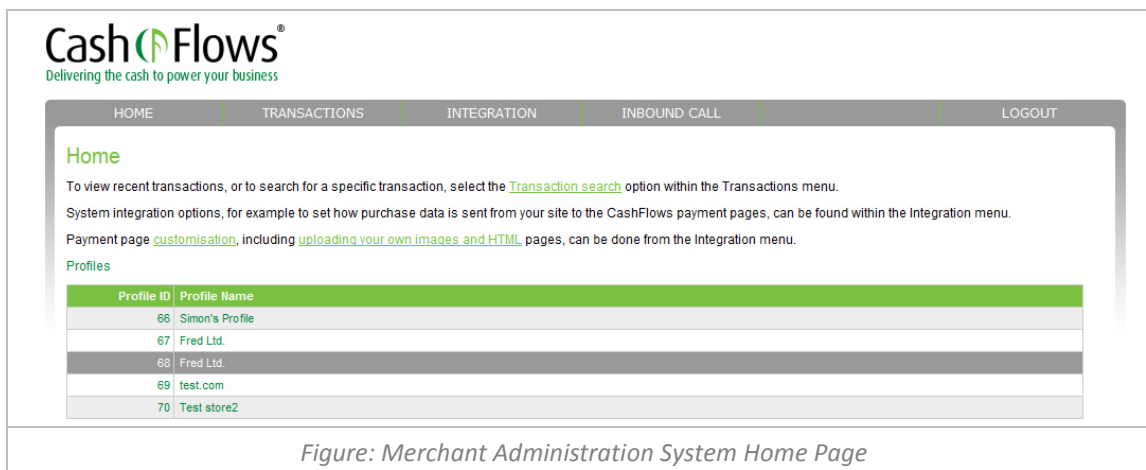 Cash Flows®
Delivering the cash to power your business
HOME TRANSACTIONS INTEGRATION INBOUND CALL LOGOUT
Home
To view recent transactions, or to search for a specific transaction, select the Transaction search option within the Transactions menu.
System integration options, for example to set how purchase data is sent from your site to the CashFlows payment pages, can be found within the Integration menu.
Payment page customisation, including uploading your own images and HTML pages, can be done from the Integration menu.
Profiles
Profile ID Profile Name
66 Simon's Profile
67 Fred Ltd.
68 Fred Ltd.
69 test.com
70 Test store2
Figure: Merchant Administration System Home Page